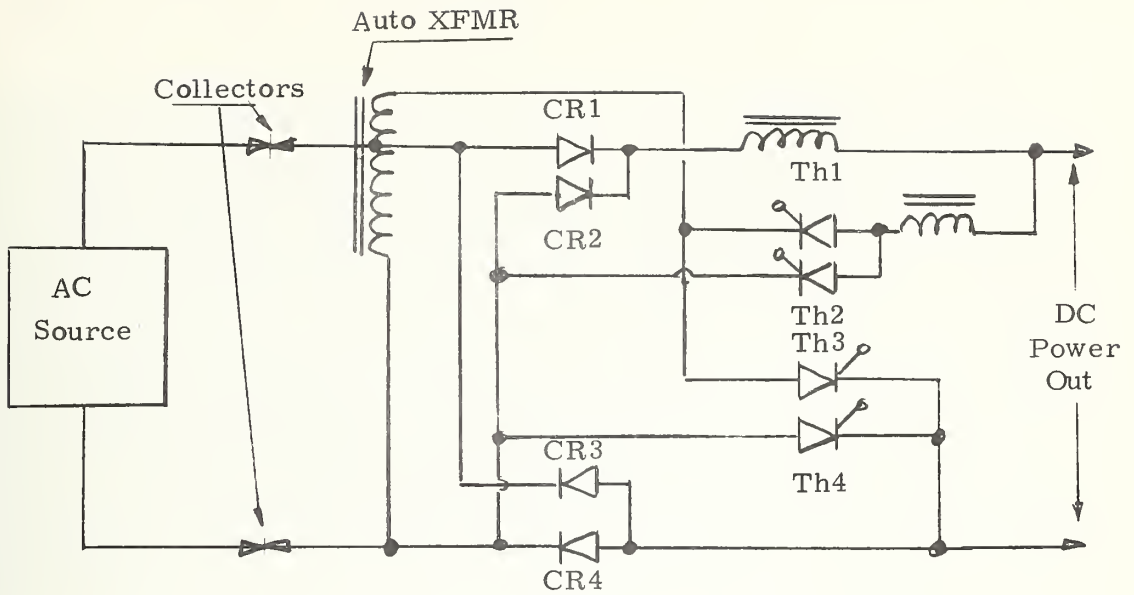 Auto XFMR
Collectors
CR1
Th1
CR2
AC
Source
Th2
Th3
DC
Power
Out
CR3
Th4
CR4